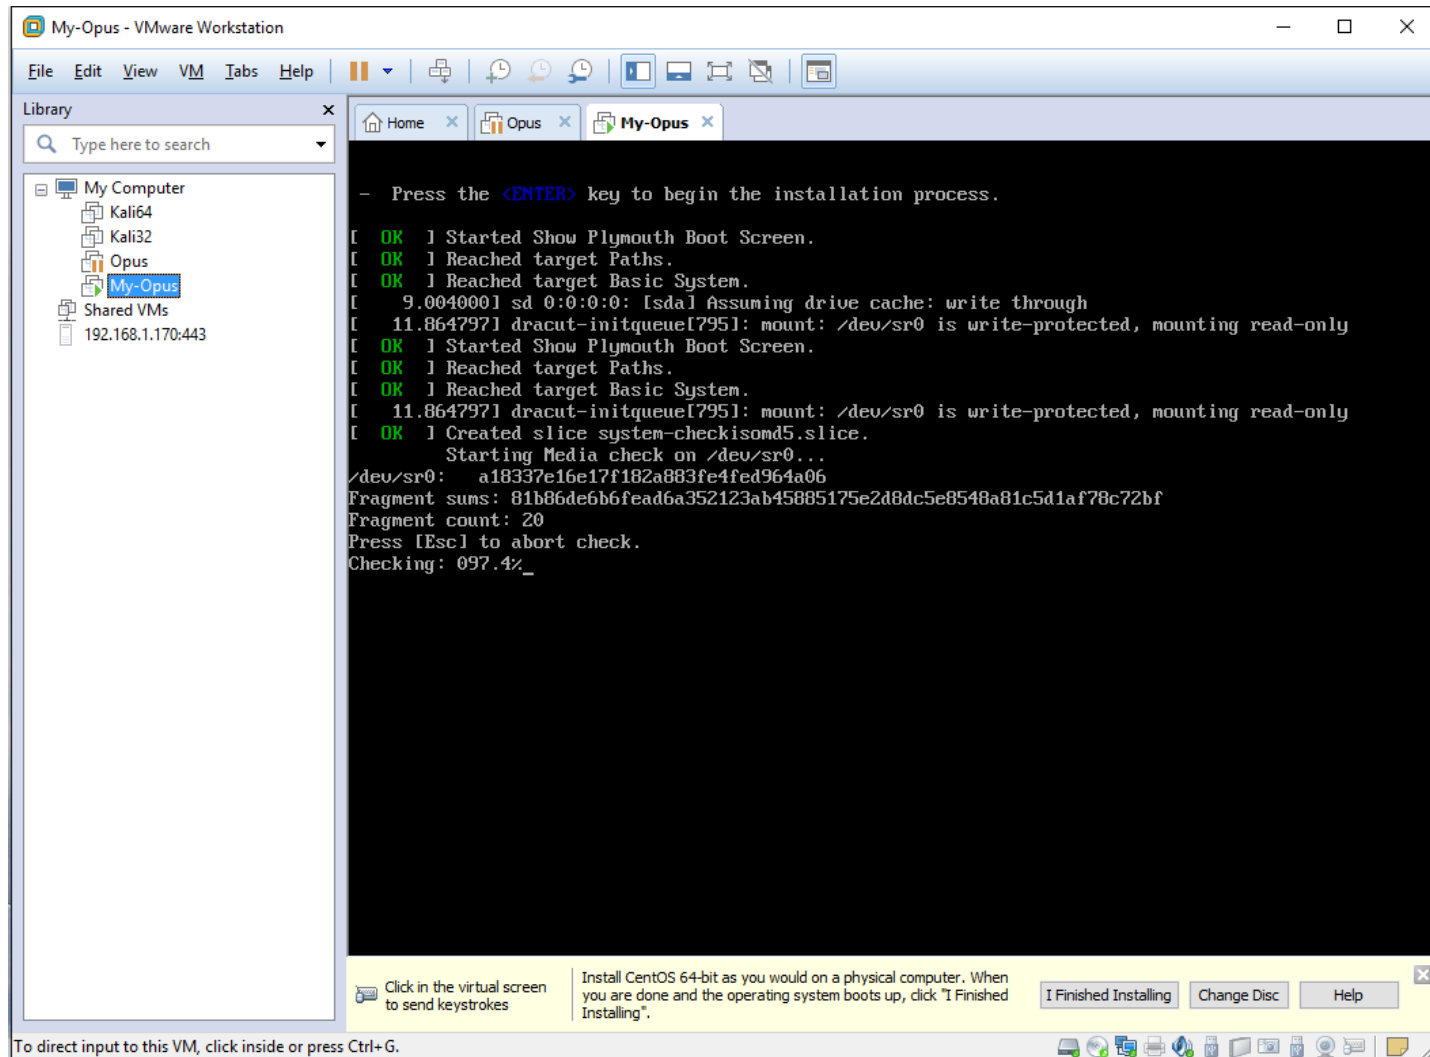 My-Opus - VMware Workstation
File Edit View VM Tabs Help
Library
Type here to search
My Computer
Kali64
Kali32
Opus
My-Opus
Shared VMs
192.168.1.170:443
Home Opus My-Opus
- Press the <ENTER> key to begin the installation process.
[ OK ] Started Show Plymouth Boot Screen.
[ OK ] Reached target Paths.
[ OK ] Reached target Basic System.
[ 9.004000] sd 0:0:0:0: [sda] Assuming drive cache: write through
[ 11.864797] dracut-initqueue[795]: mount: /dev/sr0 is write-protected, mounting read-only
[ OK ] Started Show Plymouth Boot Screen.
[ OK ] Reached target Paths.
[ OK ] Reached target Basic System.
[ 11.864797] dracut-initqueue[795]: mount: /dev/sr0 is write-protected, mounting read-only
[ OK ] Created slice system-checkisomd5.slice.
Starting Media check on /dev/sr0...
/dev/sr0: a18337e16e17f182a883fe4fed964a06
Fragment sums: 81b86de6b6fead6a352123ab45885175e2d8dc5e8548a81c5d1af78c72bf
Fragment count: 20
Press [Esc] to abort check.
Checking: 097.4%_
Click in the virtual screen
to send keystrokes
Install CentOS 64-bit as you would on a physical computer. When
you are done and the operating system boots up, click "I Finished
Installing".
I Finished Installing Change Disc Help
To direct input to this VM, click inside or press Ctrl+G.